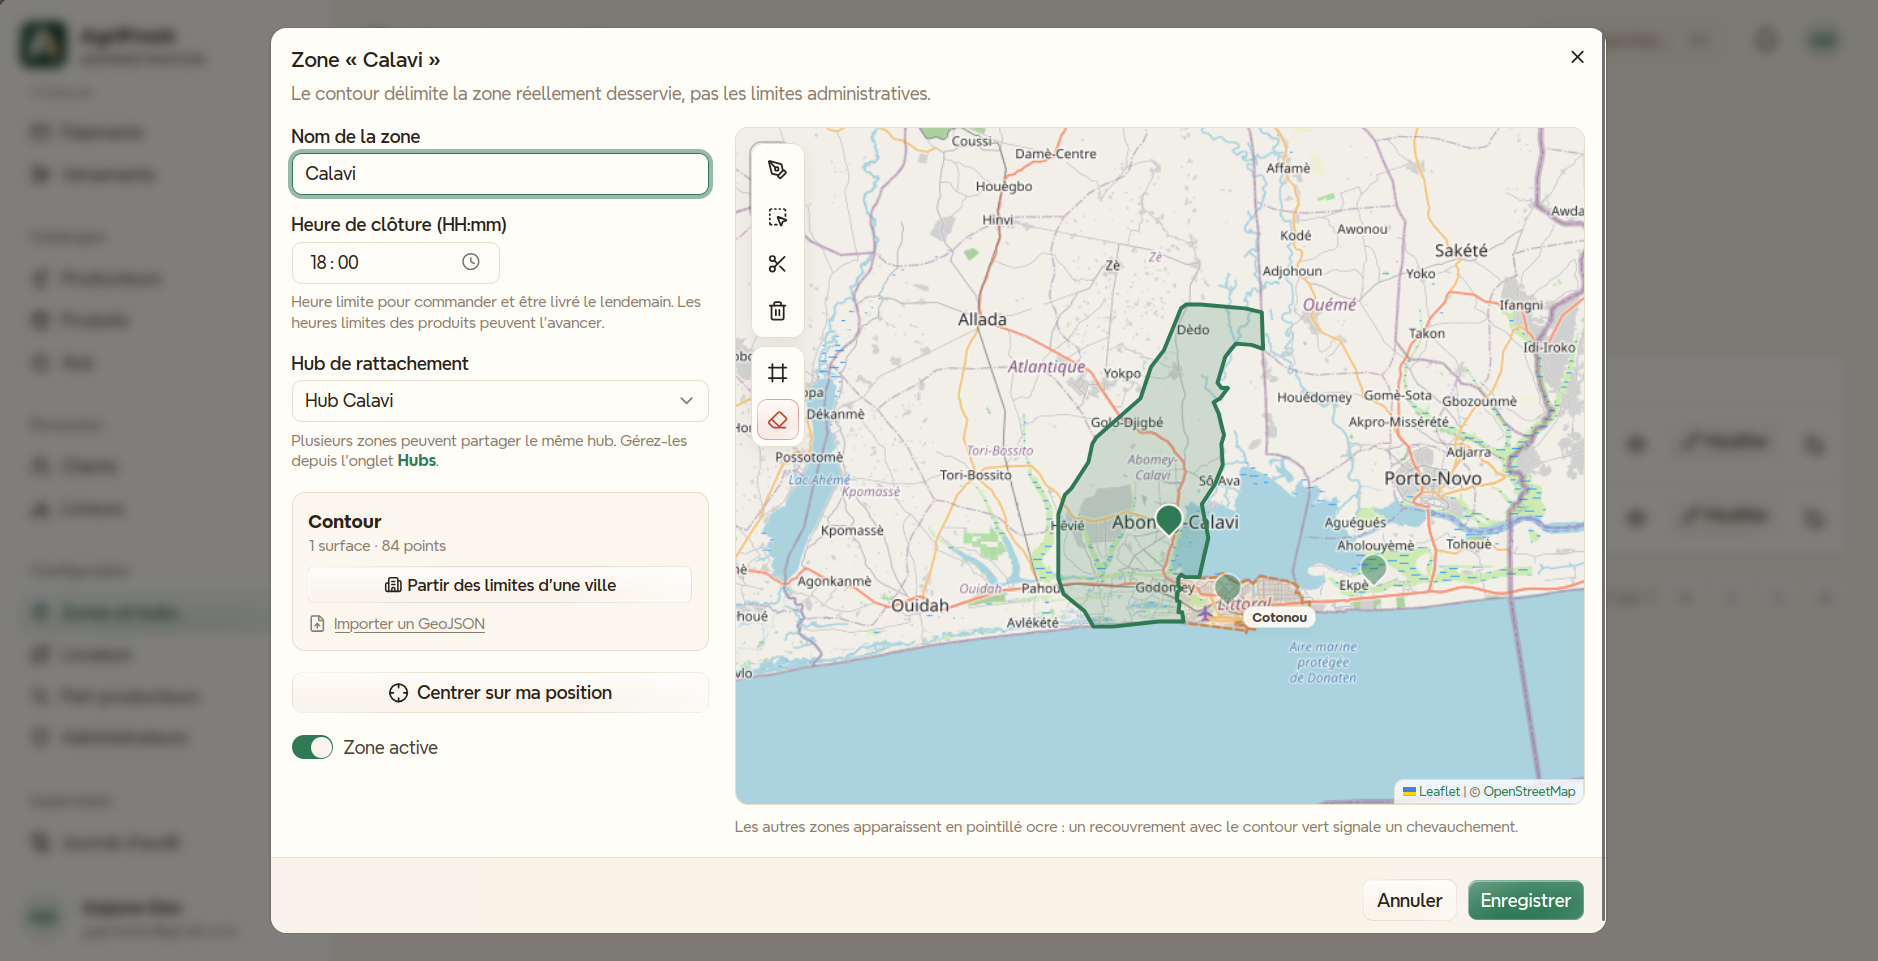 Zone « Calavi »
Le contour délimite la zone réellement desservie, pas les limites administratives.
Nom de la zone
Calavi
Heure de clôture (HH:mm)
18 : 00
Heure limite pour commander et être livré le lendemain. Les
heures limites des produits peuvent l’avancer.
Hub de rattachement
Hub Calavi
Plusieurs zones peuvent partager le même hub. Gérez-les
depuis l’onglet Hubs.
Contour
1 surface · 84 points
Partir des limites d’une ville
Importer un GeoJSON
Centrer sur ma position
Zone active
Coussi
Damè-Centre
Affamè
Houègbo
Awda
Hinvi
Kodé
Awonou
Sakété
Zè
Zè
Adjohoun
Yoko
Ouémé
Ifangni
Allada
Dèdo
Takon
Idi-Iroko
Atlantique
Yokpo
Houédomey
Gomè-Sota
Gbozounmè
Dékanmè
Golo-Djigbé
Akpro-Missérété
Tori-Bossito
Adjarra
Possotomè
Abomey-
Calavi
Lac Ahémé
Tori-Bossito
Sô-Ava
Porto-Novo
Kpomassè
Kpomassè
Hêvié
Abomey-Calavi
Aguégués
Aholouyèmè
Tohouè
Agonkanmè
Ouidah
Pahou
Godomey
Ekpè
Ouidah
Littoral
Avlékété
Cotonou
Aire marine
protégée
de Donaten
Leaflet | © OpenStreetMap
Les autres zones apparaissent en pointillé ocre : un recouvrement avec le contour vert signale un chevauchement.
Annuler
Enregistrer